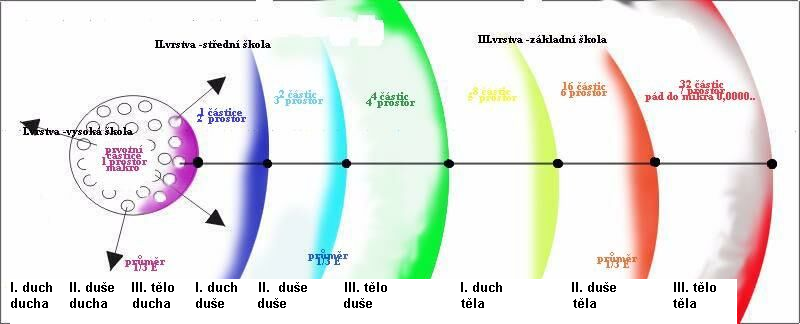 II.vrstva -střední škola
III.vrstva -základní škola
I.vrstva -vysoká škola
prvotní
částice
1 prostor
makro
1 částice
2 prostor
2 částic
3 prostor
4 částic
4 prostor
8 částic
5 prostor
16 částic
6 prostor
32 částic
7 prostor
pád do mikra 0,0000..
průměr
1/3 E
průměr
1/3 E
průměr
1/3 E
I. duch
ducha
II. duše
ducha
III. tělo
ducha
I. duch
duše
II. duše
duše
III. tělo
duše
I. duch
těla
II. duše
těla
III. tělo
těla